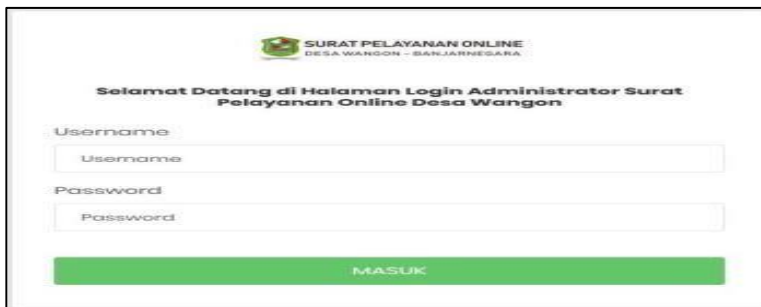 SURAT PELAYANAN ONLINE
DESA WANGON - BANJARNEGARA
Selamat Datang di Halaman Login Administrator Surat
Pelayanan Online Desa Wangon
Username
Username
Password
Password
MASUK